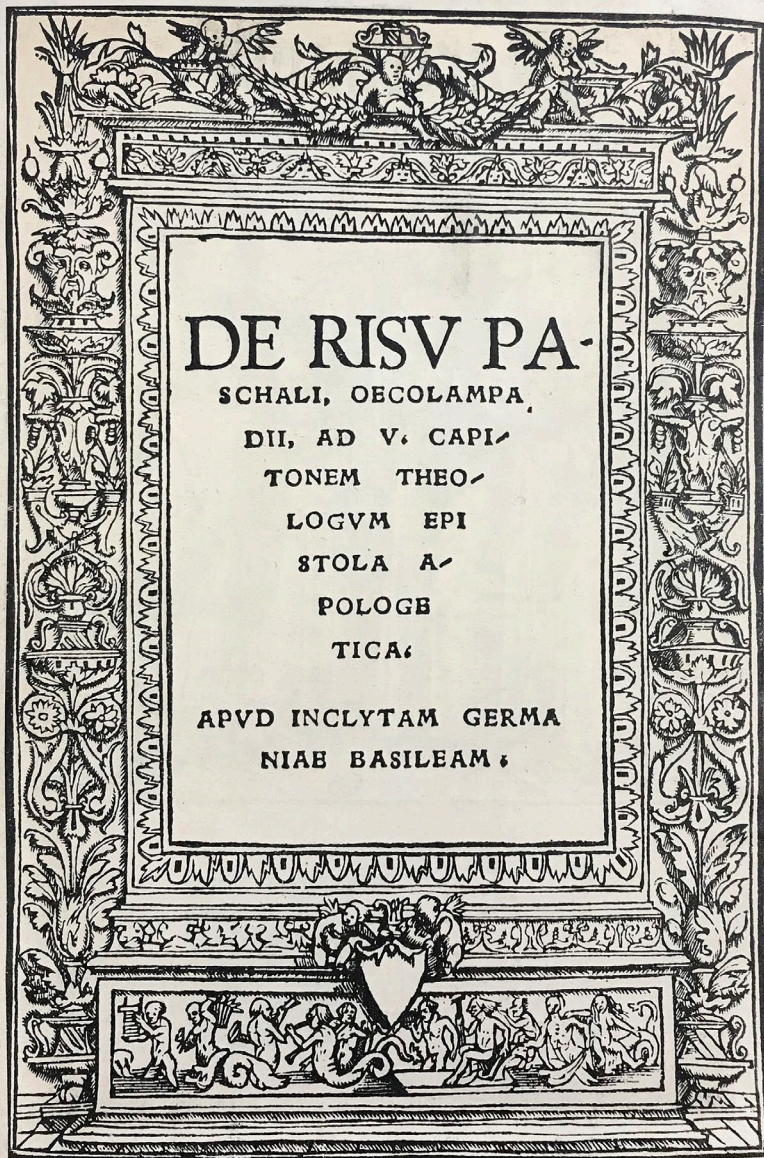 DE RISV PA-
SCHALI, OECOLAMPA
DII, AD V. CAPI-
TONEM THEO-
LOGVM EPI
STOLA A-
POLOGE
TICA.
APVD INCLYTAM GERMA
NIAE BASILEAM.